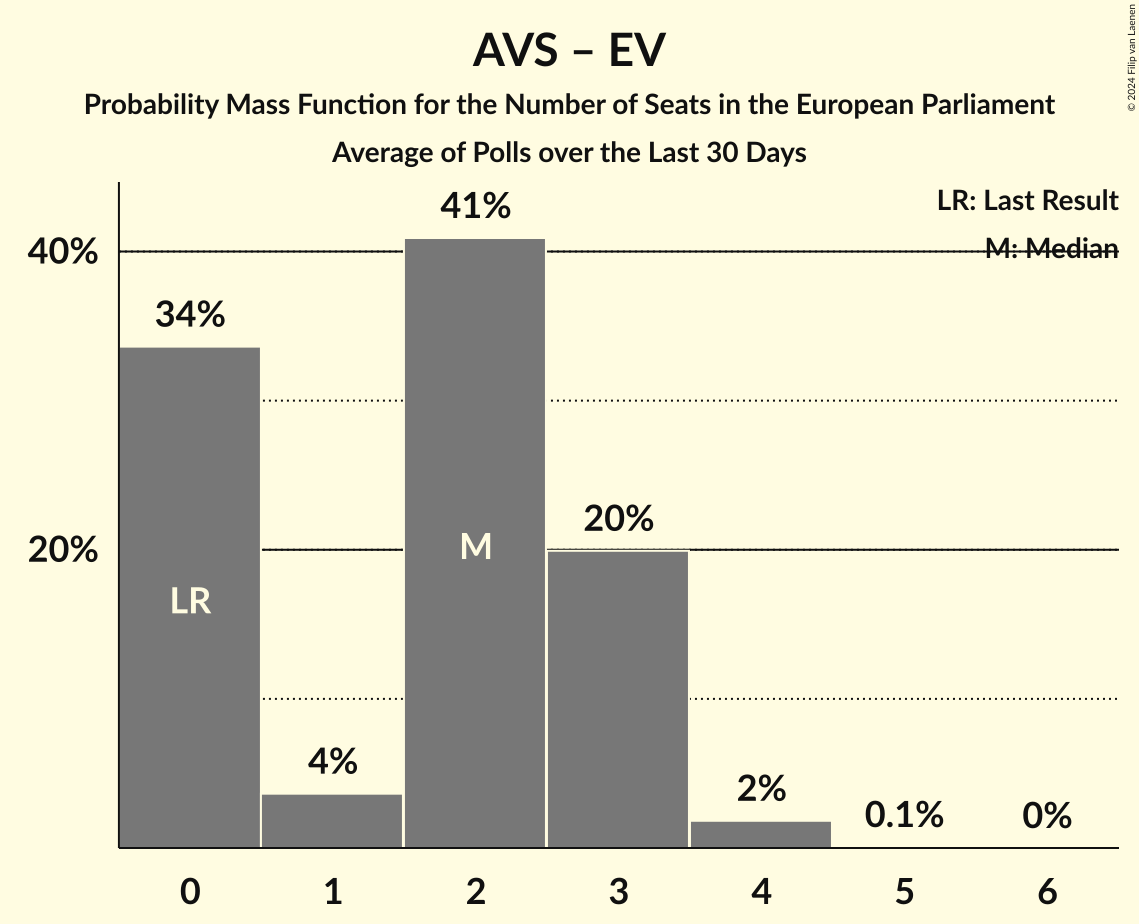 AVS – EV
Probability Mass Function for the Number of Seats in the European Parliament
Average of Polls over the Last 30 Days
© 2024 Filip van Laenen
LR: Last Result
M: Median
41%
40%
34%
20%
20%
M
LR
4%
2%
0.1%
0%
0 1 2 3 4 5 6